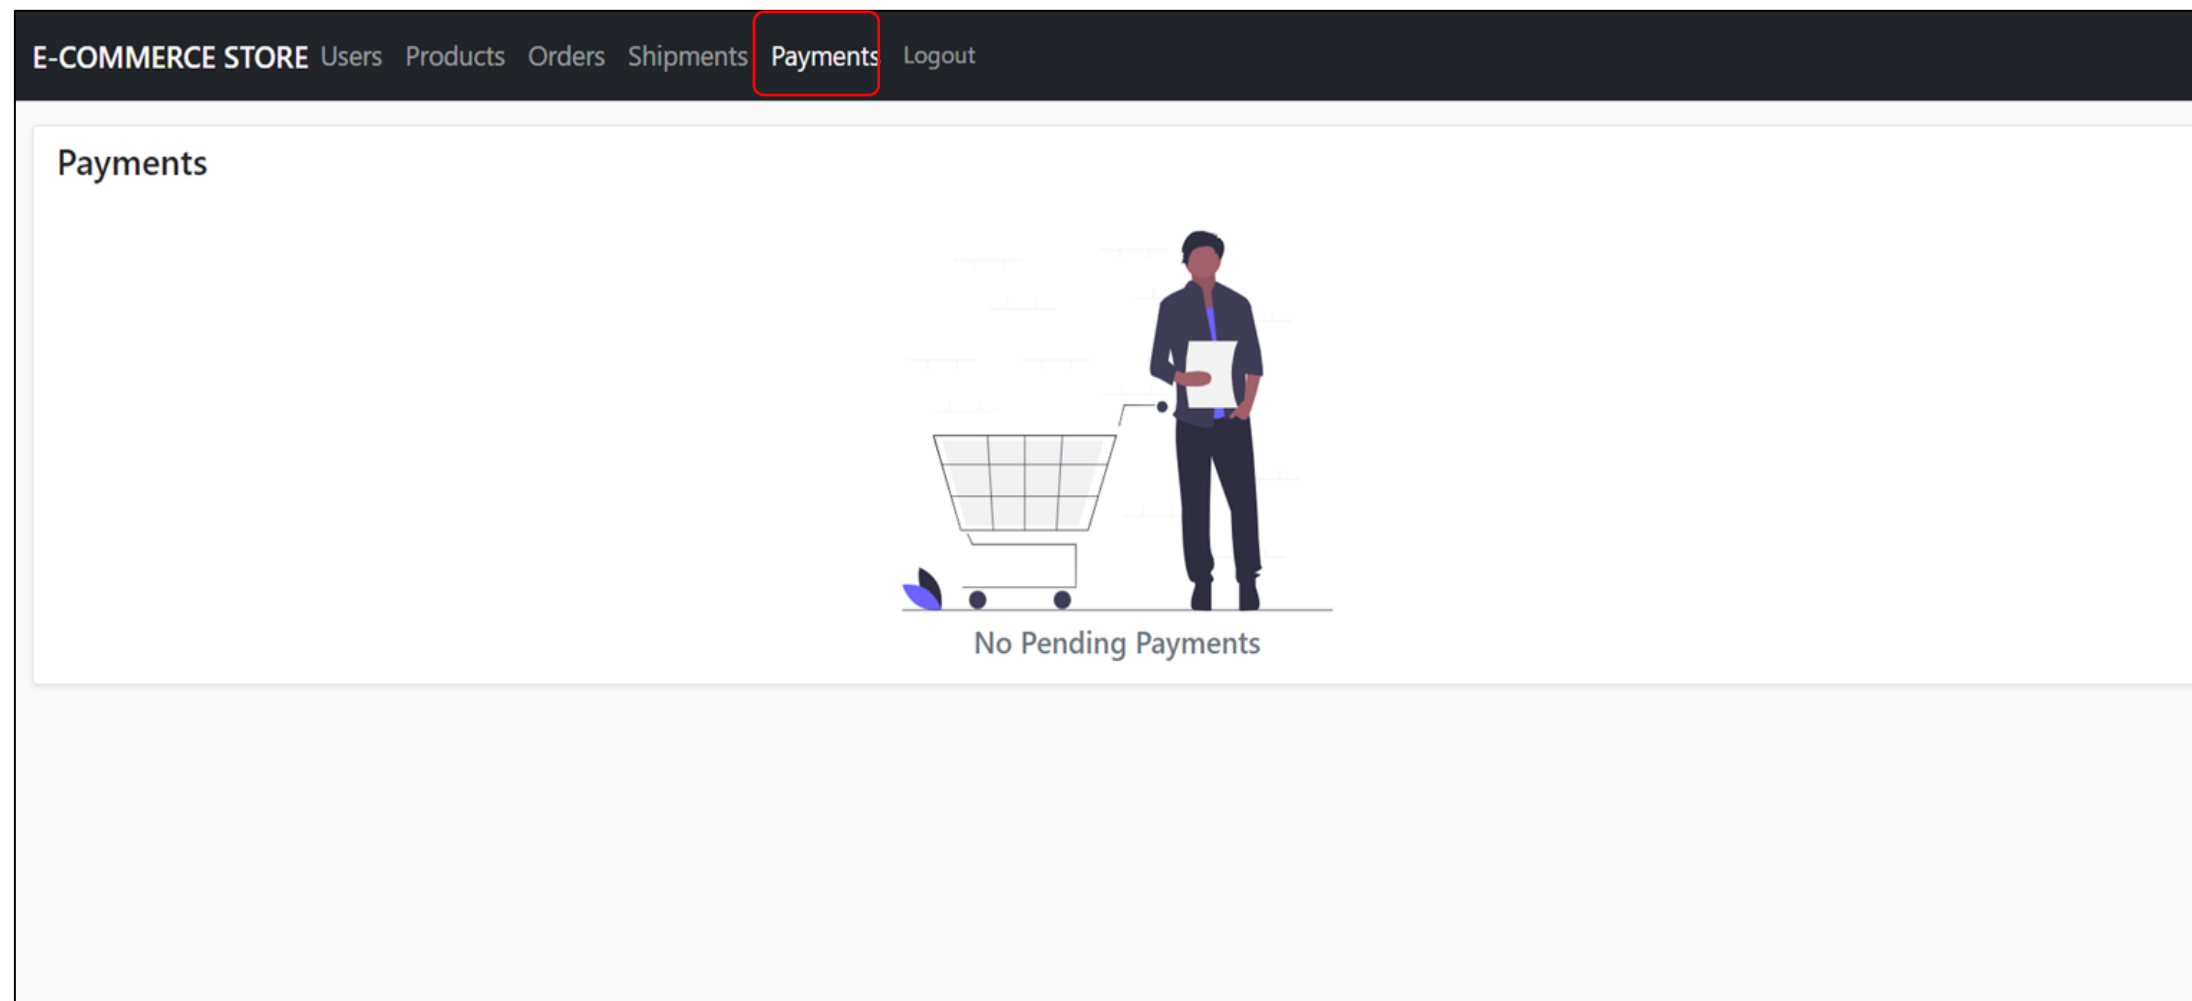 E-COMMERCE STORE Users Products Orders Shipments Payments Logout
Payments
No Pending Payments